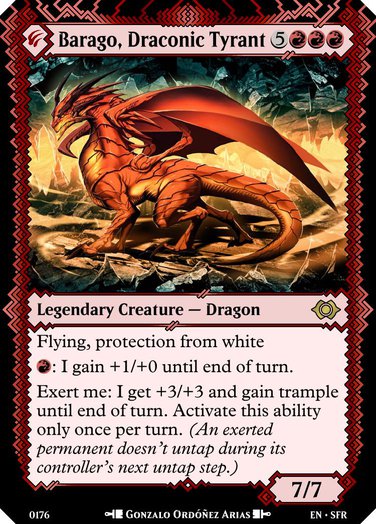 Barago, Draconic Tyrant 5
Legendary Creature — Dragon
Flying, protection from white
: I gain +1/+0 until end of turn.
Exert me: I get +3/+3 and gain trample
until end of turn. Activate this ability
only once per turn. (An exerted
permanent doesn't untap during its
controller's next untap step.)
7/7
0176 Gonzalo Ordóñez Arias EN • SFR